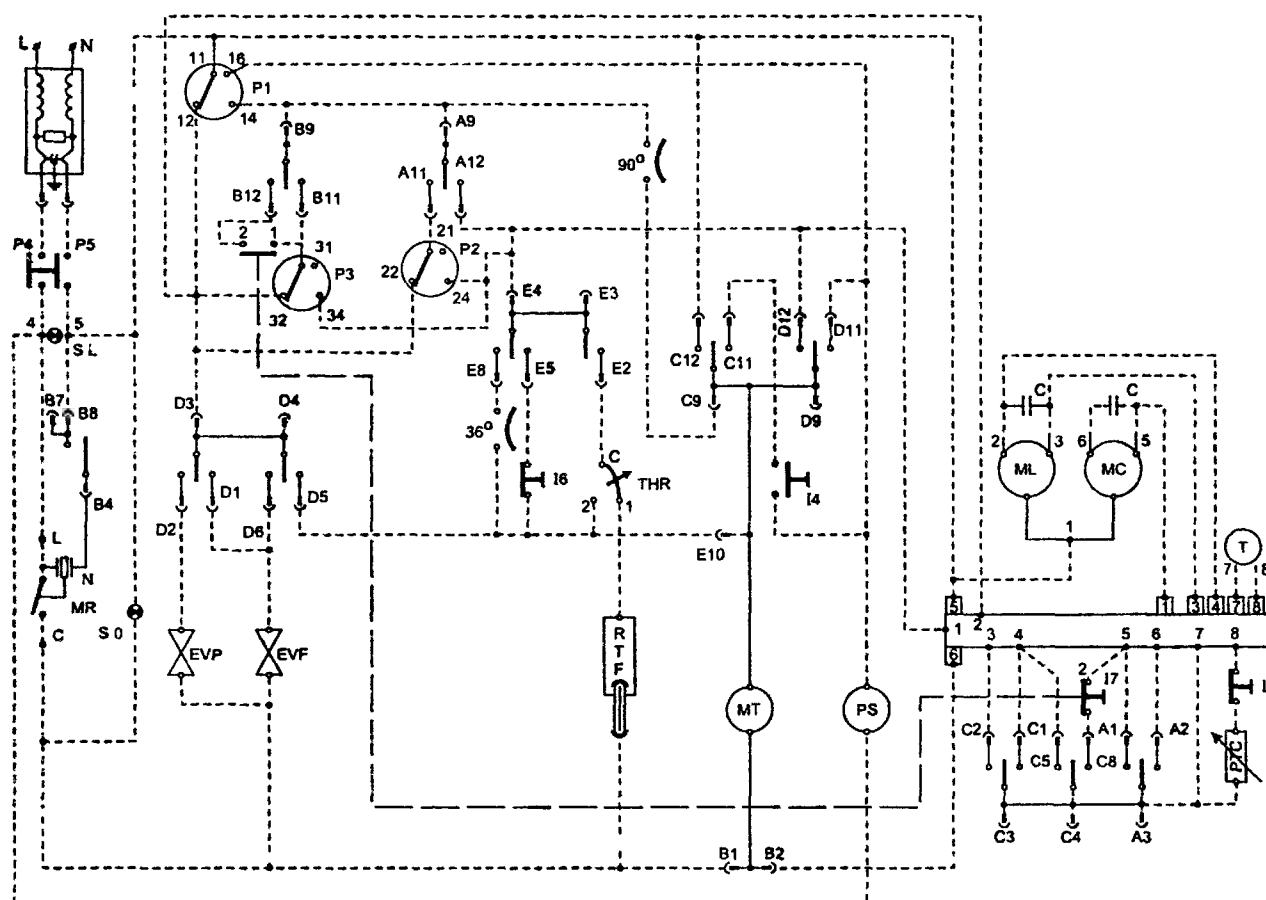 L N
11 16
P1
12 14
B9
A9
90°
B12 B11
A11 A12
2 1
31
P3
32 34
21
P2
22
24
P4 P5
4 5
SL
E4 E3
E8 E5 E2
D12 D11
C12 C11
C9 D9
B7 B8
B4
D3 D4
D1 D5
D2 D6
36°
I6
C
THR
2 1
I4
E10
C C
2 3 6 5
ML MC
1
T
7 8
L
N
MR
C
S0
EVP EVF
R
T
F
MT
PS
5 1 3 4 7 8
1 2
3 4 5 6 7 8
6
2 I7
I
C2 C1 A1 A2
C5 C8
PTC
C3 C4 A3
B1 B2